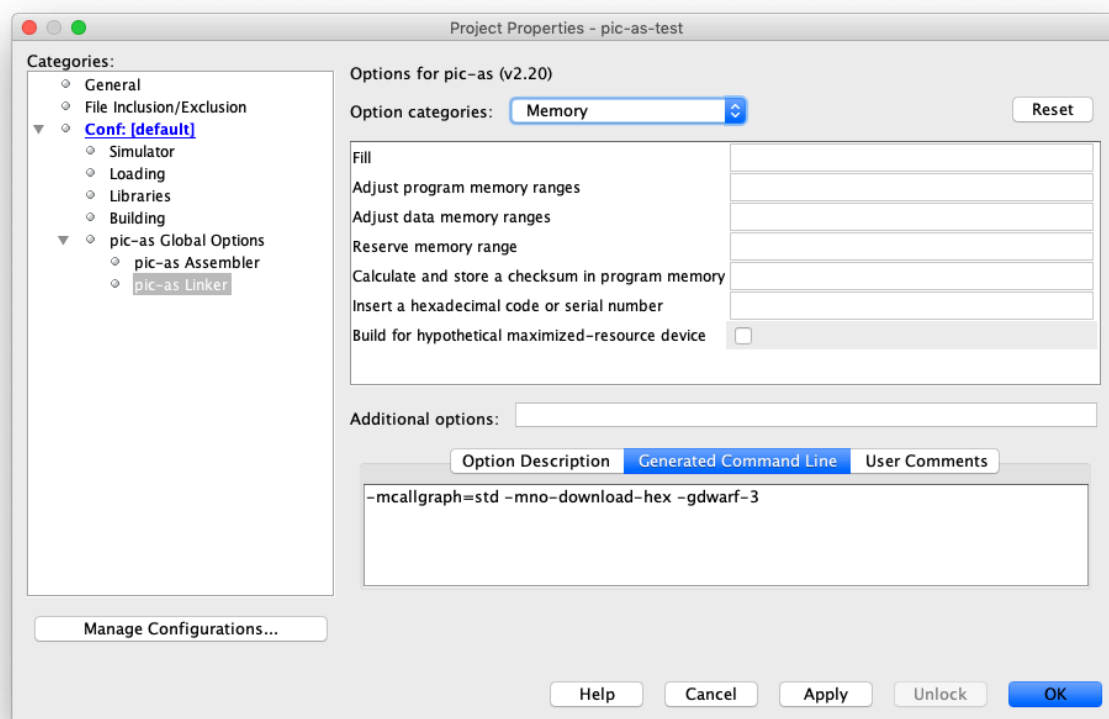 Project Properties - pic-as-test
Categories:
General
File Inclusion/Exclusion
Conf: [default]
Simulator
Loading
Libraries
Building
pic-as Global Options
pic-as Assembler
pic-as Linker
Manage Configurations...
Options for pic-as (v2.20)
Option categories: Memory Reset
Fill
Adjust program memory ranges
Adjust data memory ranges
Reserve memory range
Calculate and store a checksum in program memory
Insert a hexadecimal code or serial number
Build for hypothetical maximized-resource device
Additional options:
Option Description Generated Command Line User Comments
-mcallgraph=std -mno-download-hex -gdwarf-3
Help Cancel Apply Unlock OK